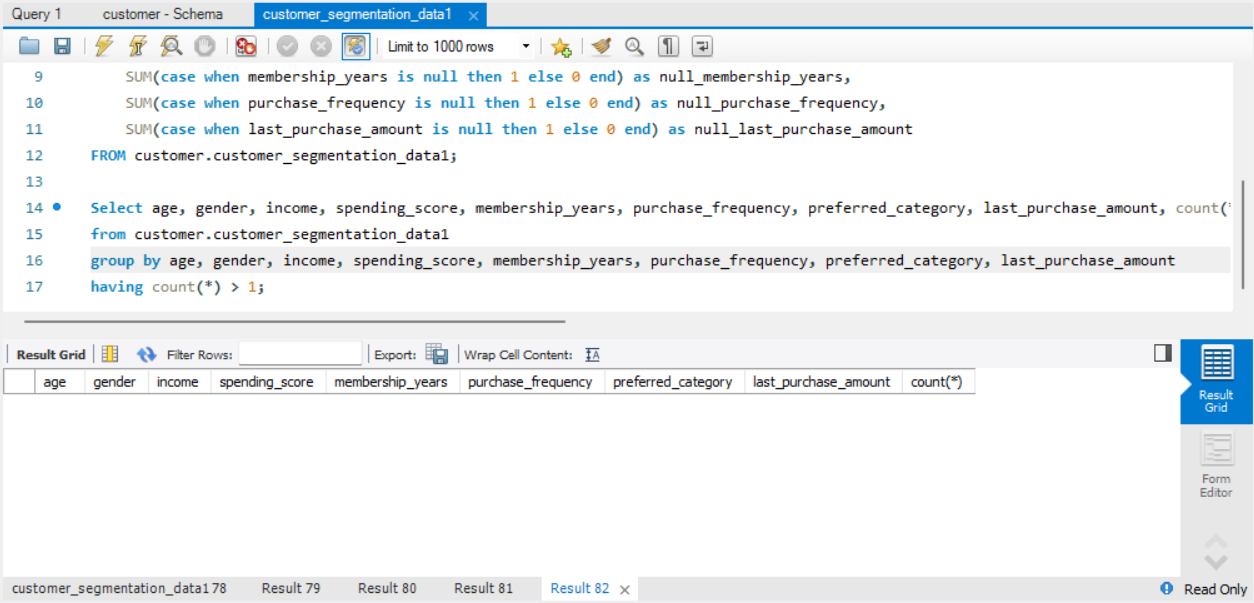 Query 1 customer - Schema customer_segmentation_data1
Limit to 1000 rows
9 SUM(case when membership_years is null then 1 else 0 end) as null_membership_years,
10 SUM(case when purchase_frequency is null then 1 else 0 end) as null_purchase_frequency,
11 SUM(case when last_purchase_amount is null then 1 else 0 end) as null_last_purchase_amount
12 FROM customer.customer_segmentation_data1;
13
14 Select age, gender, income, spending_score, membership_years, purchase_frequency, preferred_category, last_purchase_amount, count(
15 from customer.customer_segmentation_data1
16 group by age, gender, income, spending_score, membership_years, purchase_frequency, preferred_category, last_purchase_amount
17 having count(*) > 1;
Result Grid Filter Rows: Export: Wrap Cell Content:
age gender income spending_score membership_years purchase_frequency preferred_category last_purchase_amount count(*)
Result
Grid
Form
Editor
customer_segmentation_data178 Result 79 Result 80 Result 81 Result 82
Read Only